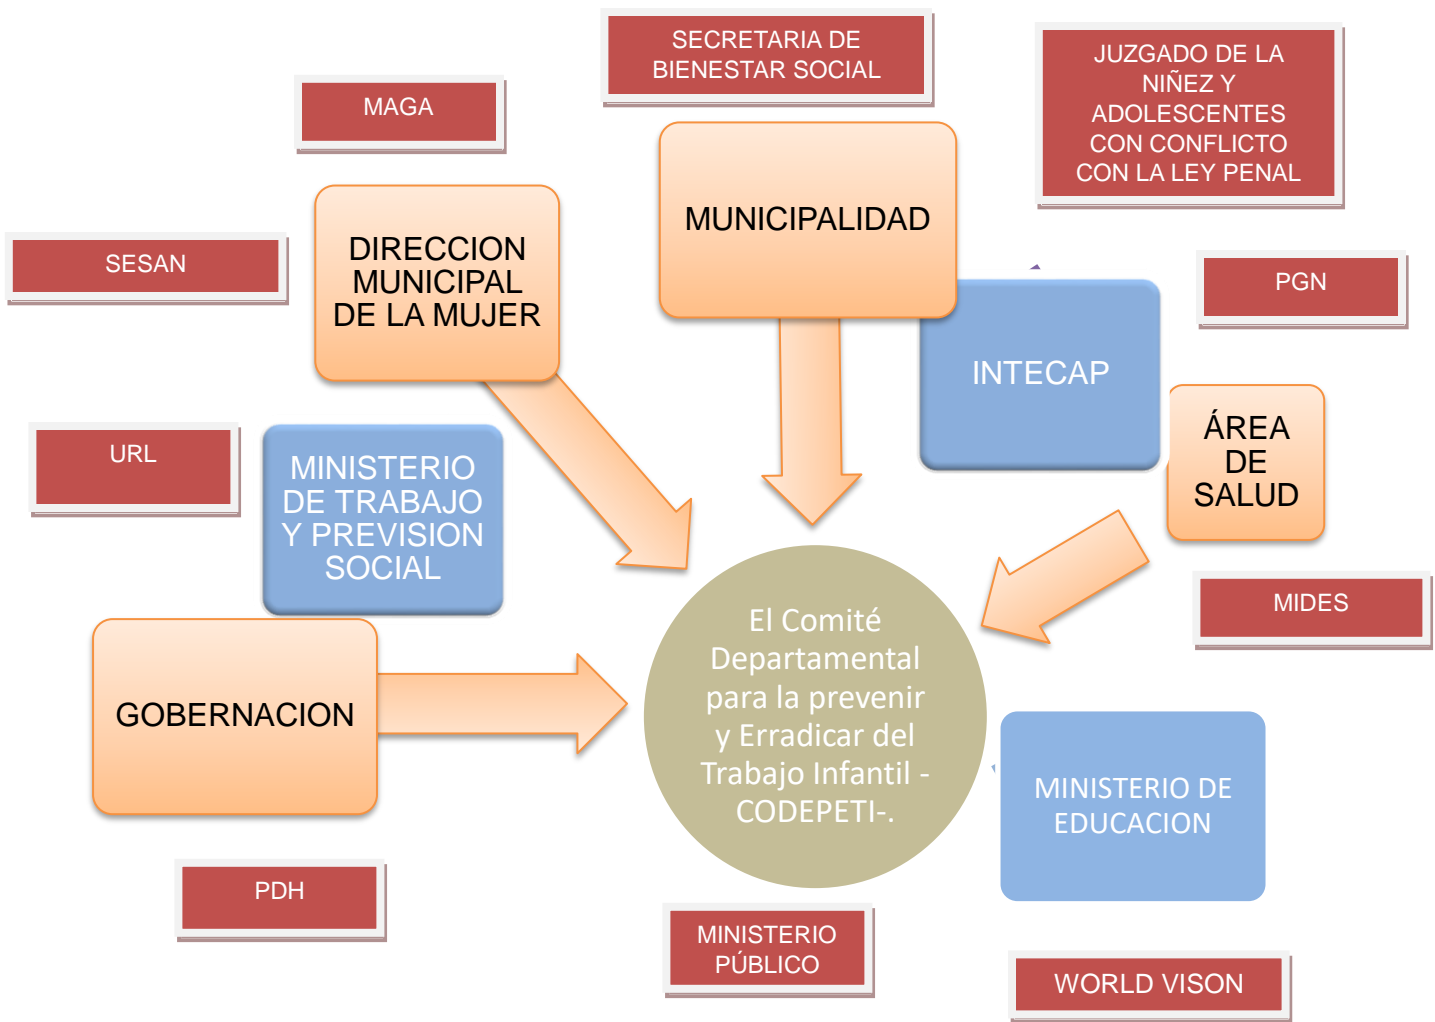 SECRETARIA DE
BIENESTAR SOCIAL
JUZGADO DE LA
NIÑEZ Y
ADOLESCENTES
CON CONFLICTO
CON LA LEY PENAL
MAGA
MUNICIPALIDAD
DIRECCION
MUNICIPAL
DE LA MUJER
SESAN
PGN
INTECAP
ÁREA
DE
SALUD
URL
MINISTERIO
DE TRABAJO
Y PREVISION
SOCIAL
MIDES
El Comité
Departamental
para la prevenir
y Erradicar del
Trabajo Infantil -
CODEPETI-.
GOBERNACION
MINISTERIO DE
EDUCACION
PDH
MINISTERIO
PÚBLICO
WORLD VISON